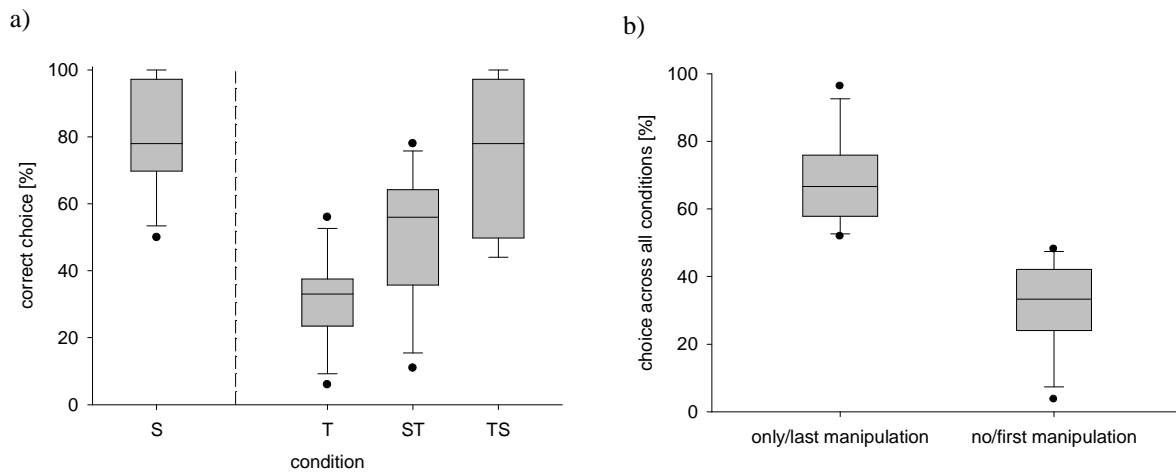 a)
correct choice [%]
100
80
60
40
20
0
S
T
ST
TS
condition
b)
choice across all conditions [%]
100
80
60
40
20
0
only/last manipulation
no/first manipulation